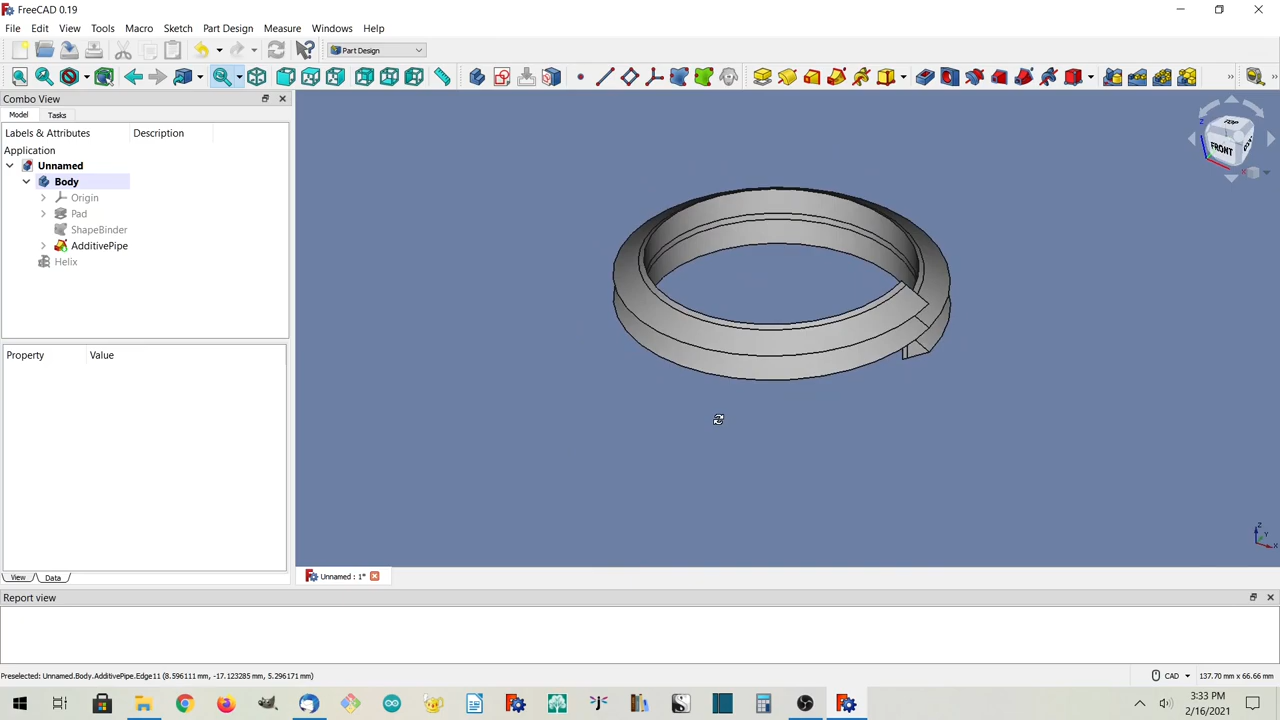 FreeCAD 0.19
File Edit View Tools Macro Sketch Part Design Measure Windows Help
Part Design
Combo View
Model Tasks
Labels & Attributes Description
Application
Unnamed
Body
Origin
Pad
ShapeBinder
AdditivePipe
Helix
Property Value
View Data
TOP
FRONT
Z
X
Z
Y
X
Unnamed : 1*
Report view
Preselected: Unnamed.Body.AdditivePipe.Edge11 (8.596111 mm, -17.123285 mm, 5.296171 mm)
CAD
137.70 mm x 66.66 mm
3:33 PM
2/16/2021